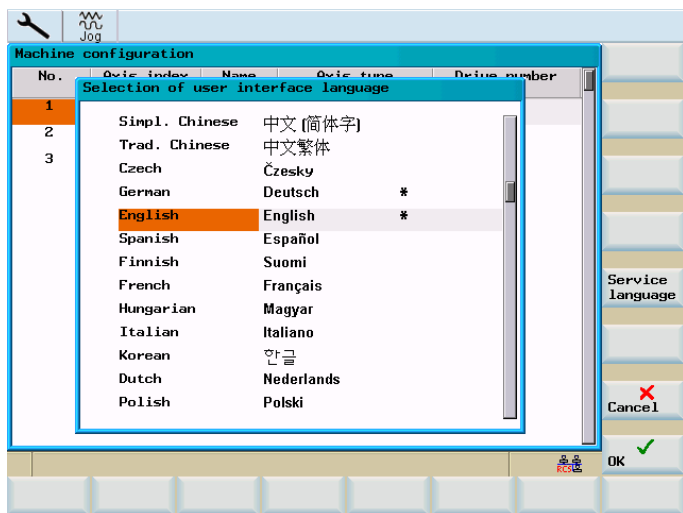 Jog
Machine configuration
No. Axis index Name Axis type Drive number
Selection of user interface language
1
2
3
Simpl. Chinese 中文 (简体字)
Trad. Chinese 中文繁体
Czech Česky
German Deutsch *
English English *
Spanish Español
Finnish Suomi
French Français
Hungarian Magyar
Italian Italiano
Korean 한글
Dutch Nederlands
Polish Polski
Service
language
Cancel
OK
RCS